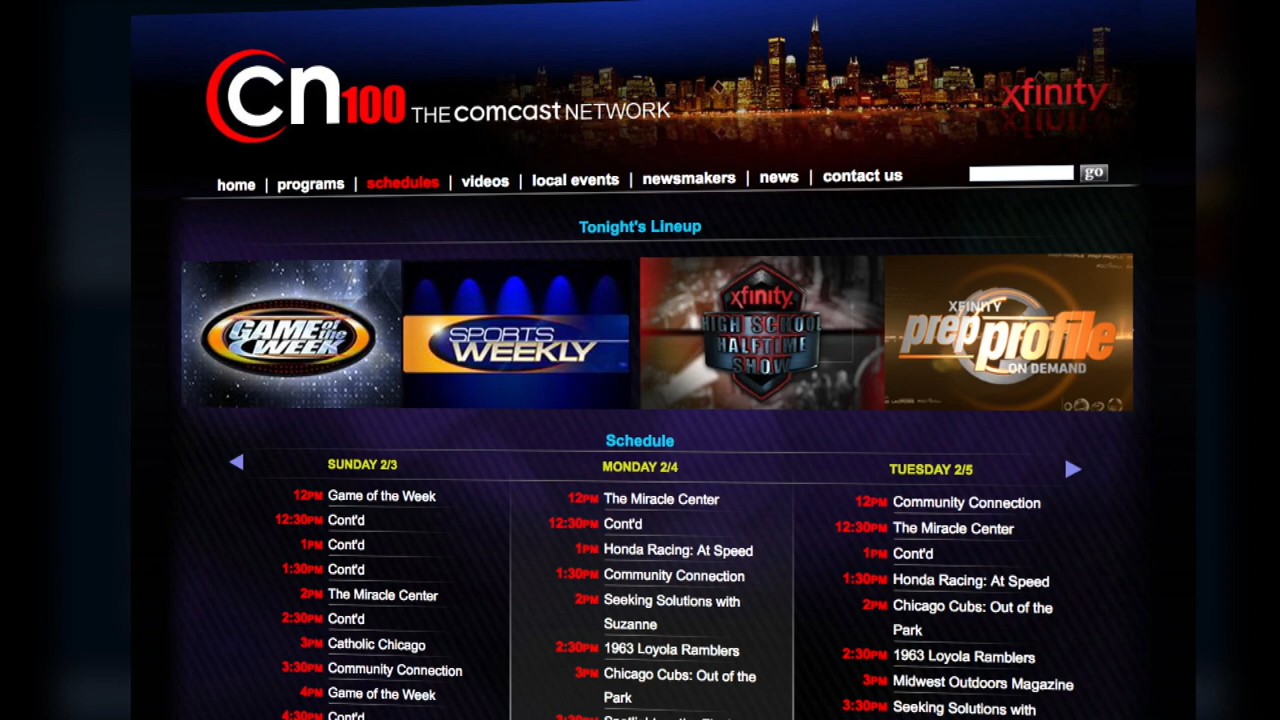 cn100 THE COMCAST NETWORK
xfinity
home | programs | schedules | videos | local events | newsmakers | news | contact us
go
Tonight's Lineup
GAME of the WEEK
SPORTS WEEKLY
xfinity
HIGH SCHOOL
HALFTIME
SHOW
XFINITY
prep profile
ON DEMAND
Schedule
SUNDAY 2/3
12PM Game of the Week
12:30PM Cont'd
1PM Cont'd
1:30PM Cont'd
2PM The Miracle Center
2:30PM Cont'd
3PM Catholic Chicago
3:30PM Community Connection
4PM Game of the Week
4:30PM Cont'd
MONDAY 2/4
12PM The Miracle Center
12:30PM Cont'd
1PM Honda Racing: At Speed
1:30PM Community Connection
2PM Seeking Solutions with
Suzanne
2:30PM 1963 Loyola Ramblers
3PM Chicago Cubs: Out of the
Park
TUESDAY 2/5
12PM Community Connection
12:30PM The Miracle Center
1PM Cont'd
1:30PM Honda Racing: At Speed
2PM Chicago Cubs: Out of the
Park
2:30PM 1963 Loyola Ramblers
3PM Midwest Outdoors Magazine
3:30PM Seeking Solutions with